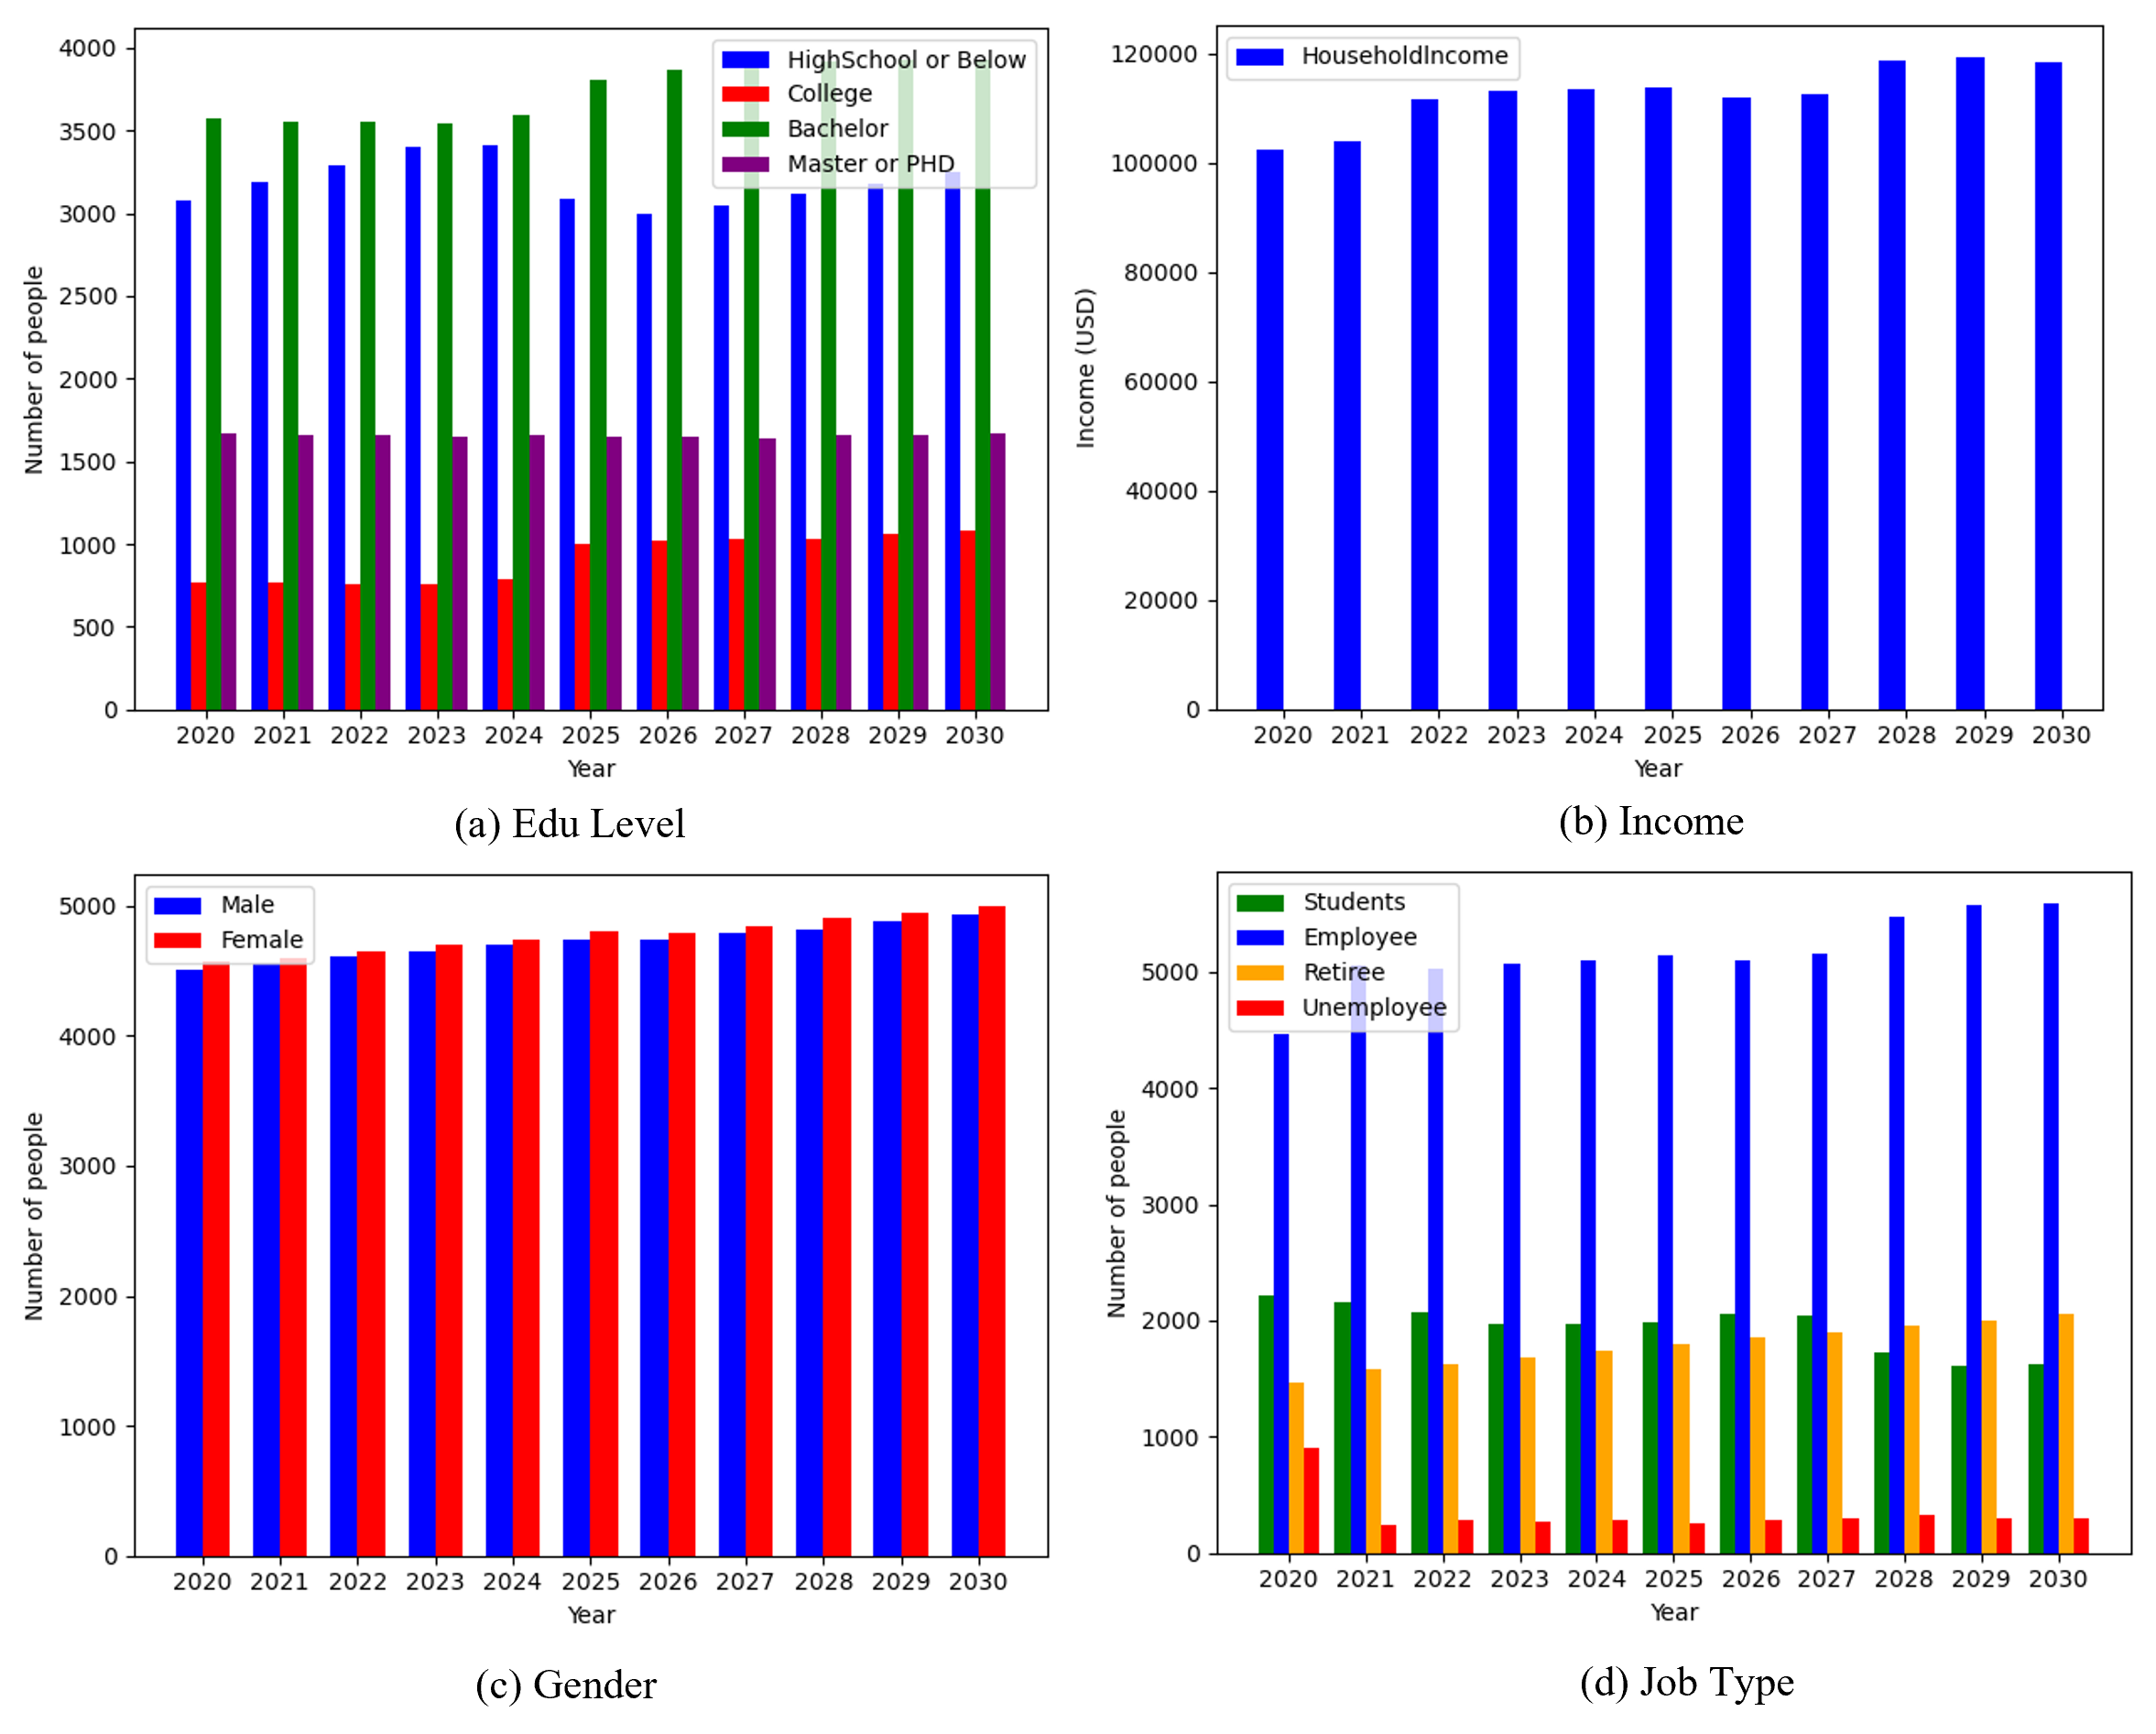 4000
3500
3000
2500
2000
1500
1000
500
0
Number of people
HighSchool or Below
College
Bachelor
Master or PHD
2020 2021 2022 2023 2024 2025 2026 2027 2028 2029 2030
Year
(a) Edu Level
120000
100000
80000
60000
40000
20000
0
Income (USD)
HouseholdIncome
2020 2021 2022 2023 2024 2025 2026 2027 2028 2029 2030
Year
(b) Income
5000
4000
3000
2000
1000
0
Number of people
Male
Female
2020 2021 2022 2023 2024 2025 2026 2027 2028 2029 2030
Year
(c) Gender
5000
4000
3000
2000
1000
0
Number of people
Students
Employee
Retiree
Unemployee
2020 2021 2022 2023 2024 2025 2026 2027 2028 2029 2030
Year
(d) Job Type